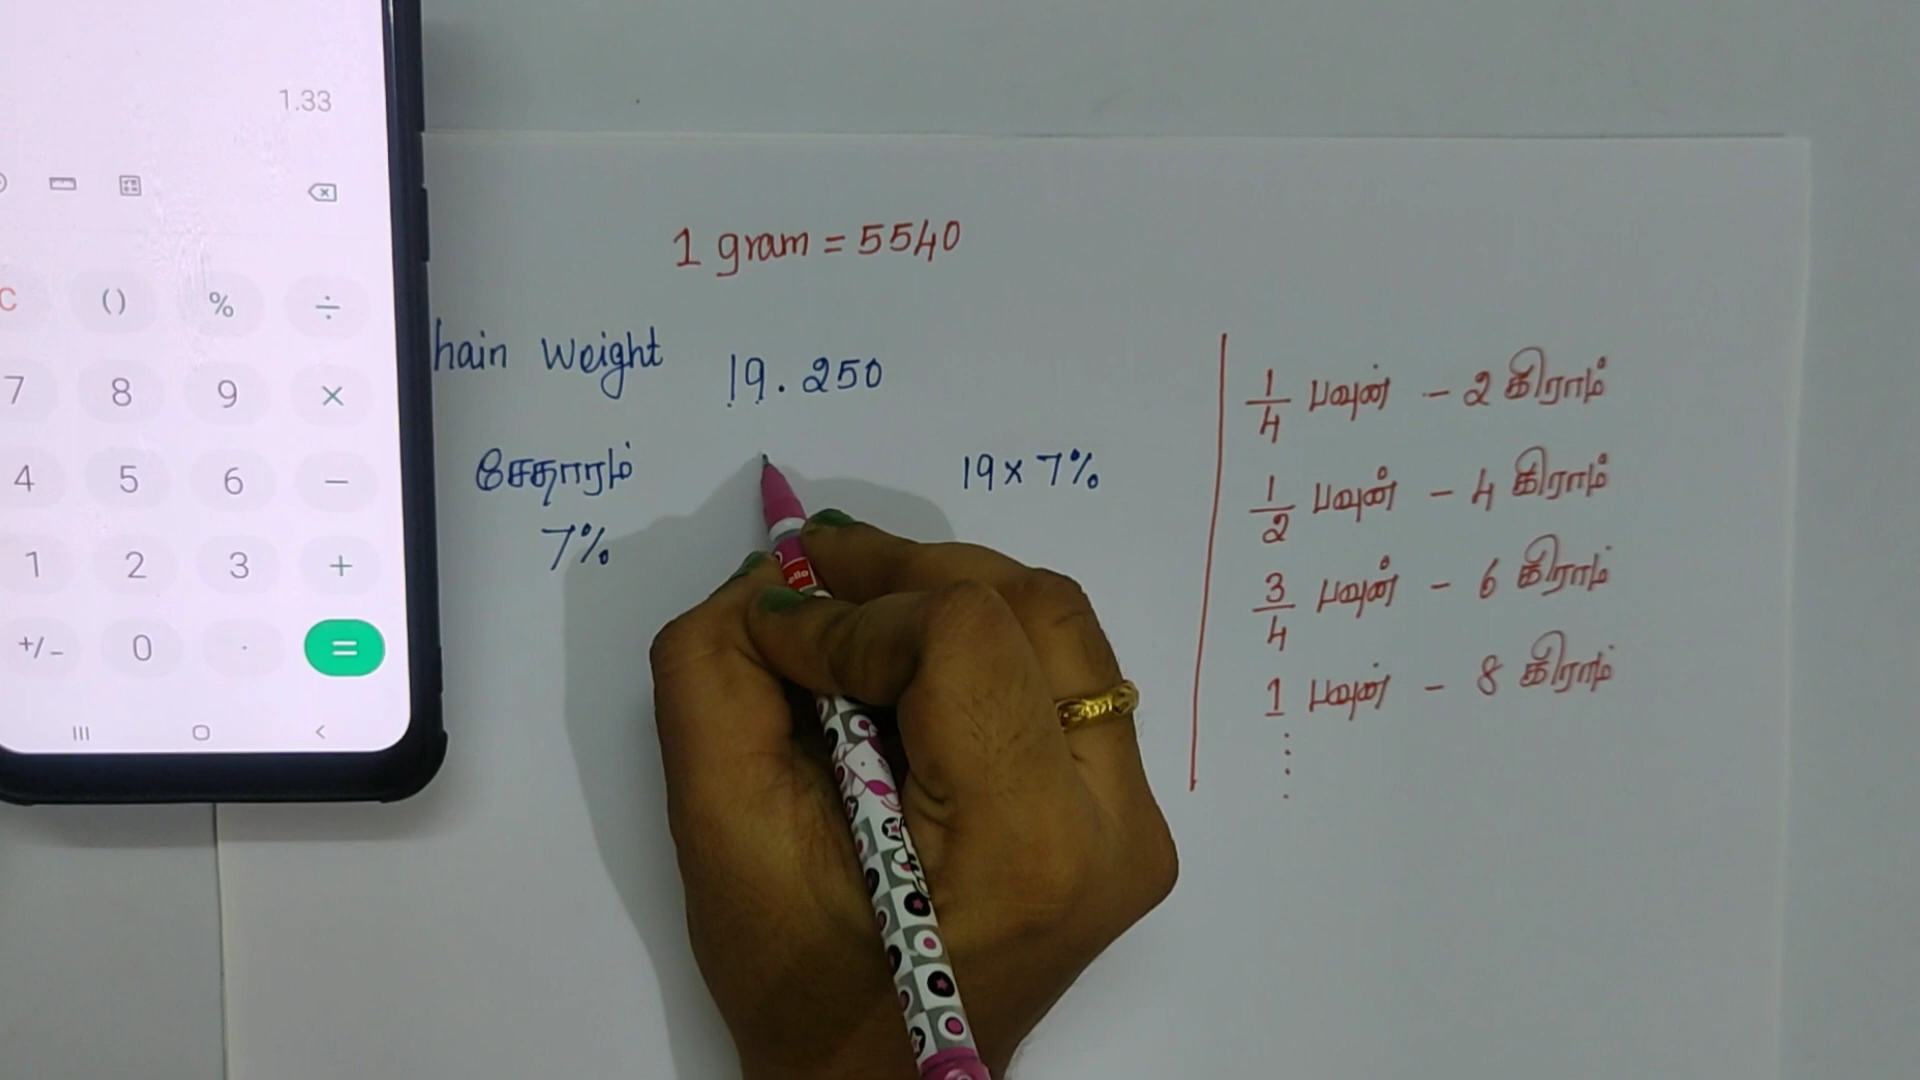 1.33
C () % ÷
7 8 9 ×
4 5 6 −
1 2 3 +
+/− 0 . =
1 gram = 5540
hain Weight 19.250
சேதாரம் 19 x 7%
7%
1/4 பவுன் - 2 கிராம்
1/2 பவுன் - 4 கிராம்
3/4 பவுன் - 6 கிராம்
1 பவுன் - 8 கிராம்